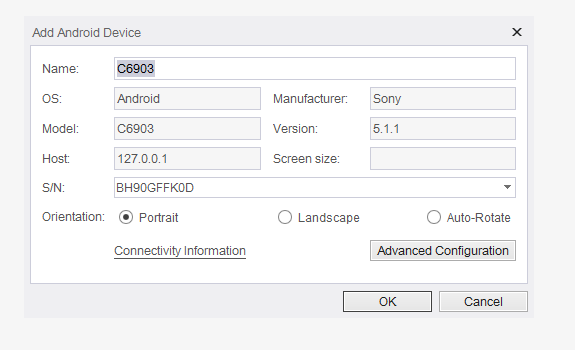 Add Android Device
Name: C6903
OS: Android Manufacturer: Sony
Model: C6903 Version: 5.1.1
Host: 127.0.0.1 Screen size:
S/N: BH90GFFK0D
Orientation: Portrait Landscape Auto-Rotate
Connectivity Information Advanced Configuration
OK Cancel